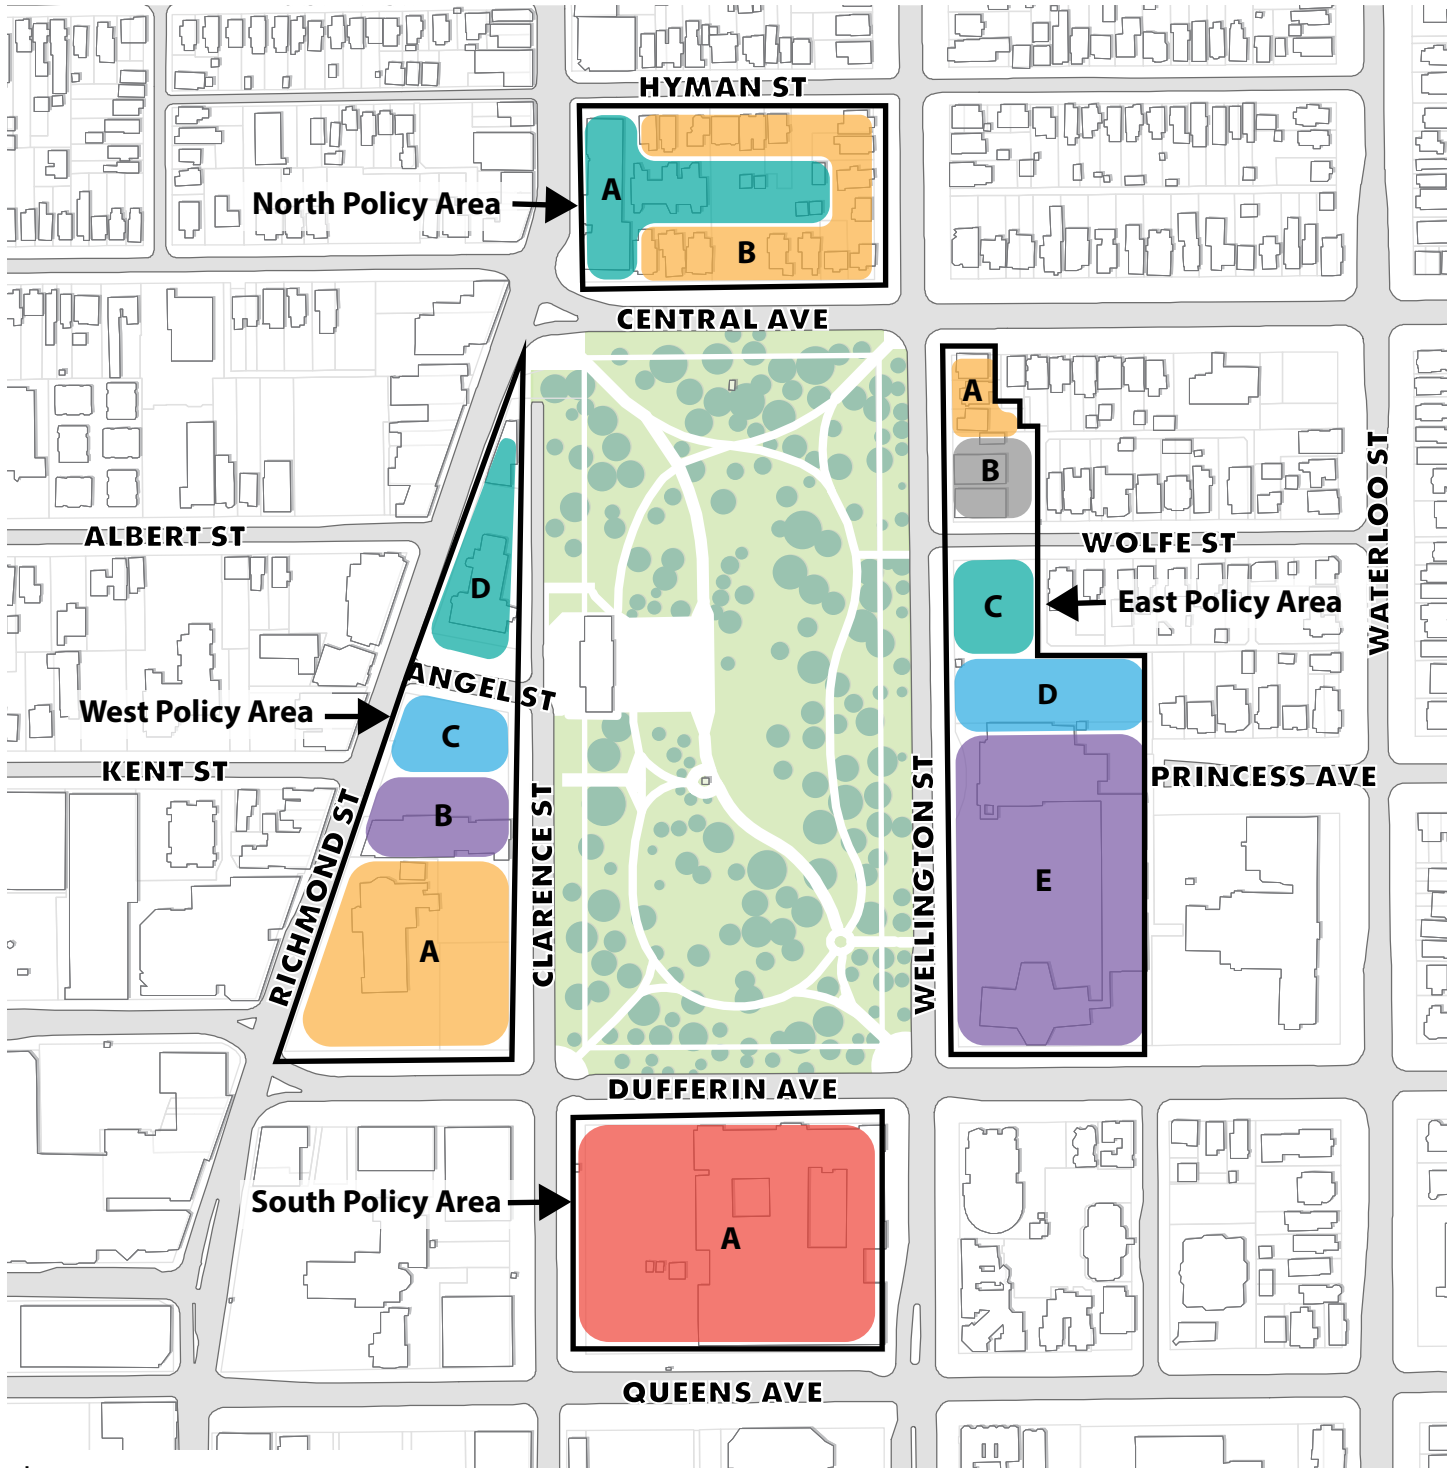 HYMAN ST
A
North Policy Area
B
CENTRAL AVE
A
B
ALBERT ST
WOLFE ST
WATERLOO ST
D
C
East Policy Area
ANGEL ST
D
West Policy Area
C
KENT ST
PRINCESS AVE
B
RICHMOND ST
CLARENCE ST
WELLINGTON ST
E
A
DUFFERIN AVE
South Policy Area
A
QUEENS AVE